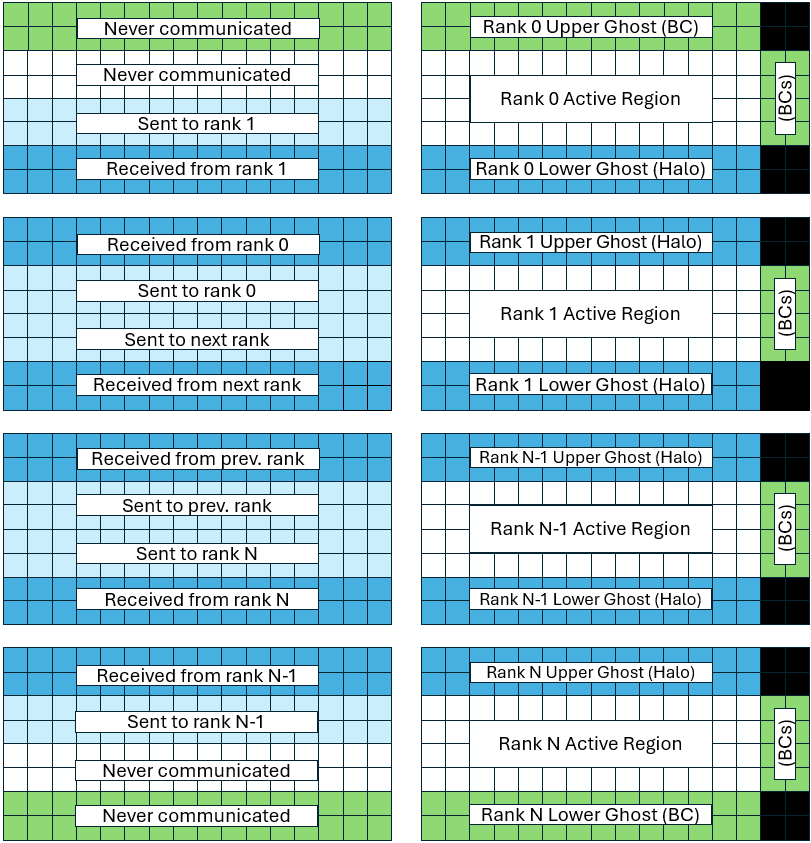 Never communicated
Never communicated
Sent to rank 1
Received from rank 1
Rank 0 Upper Ghost (BC)
Rank 0 Active Region
Rank 0 Lower Ghost (Halo)
(BCs)
Received from rank 0
Sent to rank 0
Sent to next rank
Received from next rank
Rank 1 Upper Ghost (Halo)
Rank 1 Active Region
Rank 1 Lower Ghost (Halo)
(BCs)
Received from prev. rank
Sent to prev. rank
Sent to rank N
Received from rank N
Rank N-1 Upper Ghost (Halo)
Rank N-1 Active Region
Rank N-1 Lower Ghost (Halo)
(BCs)
Received from rank N-1
Sent to rank N-1
Never communicated
Never communicated
Rank N Upper Ghost (Halo)
Rank N Active Region
Rank N Lower Ghost (BC)
(BCs)